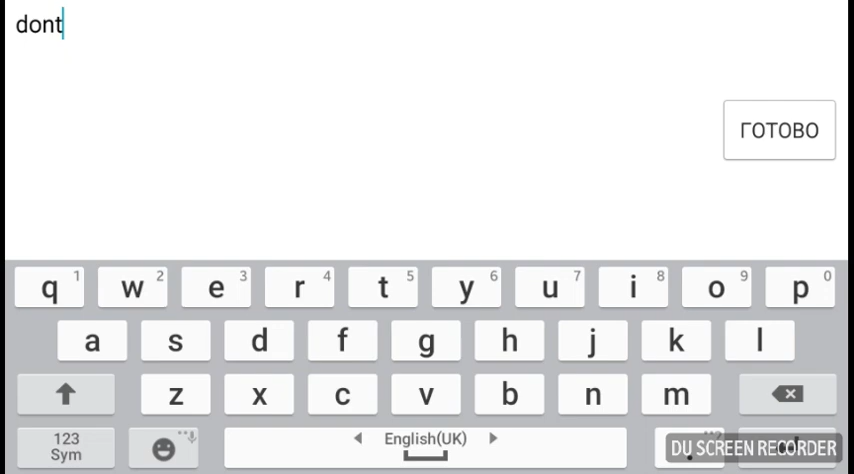 dont
ГОТОВО
q 1 w 2 e 3 r 4 t 5 y 6 u 7 i 8 o 9 p 0
a s d f g h j k l
z x c v b n m
123
Sym
English(UK)
.
DU SCREEN RECORDER